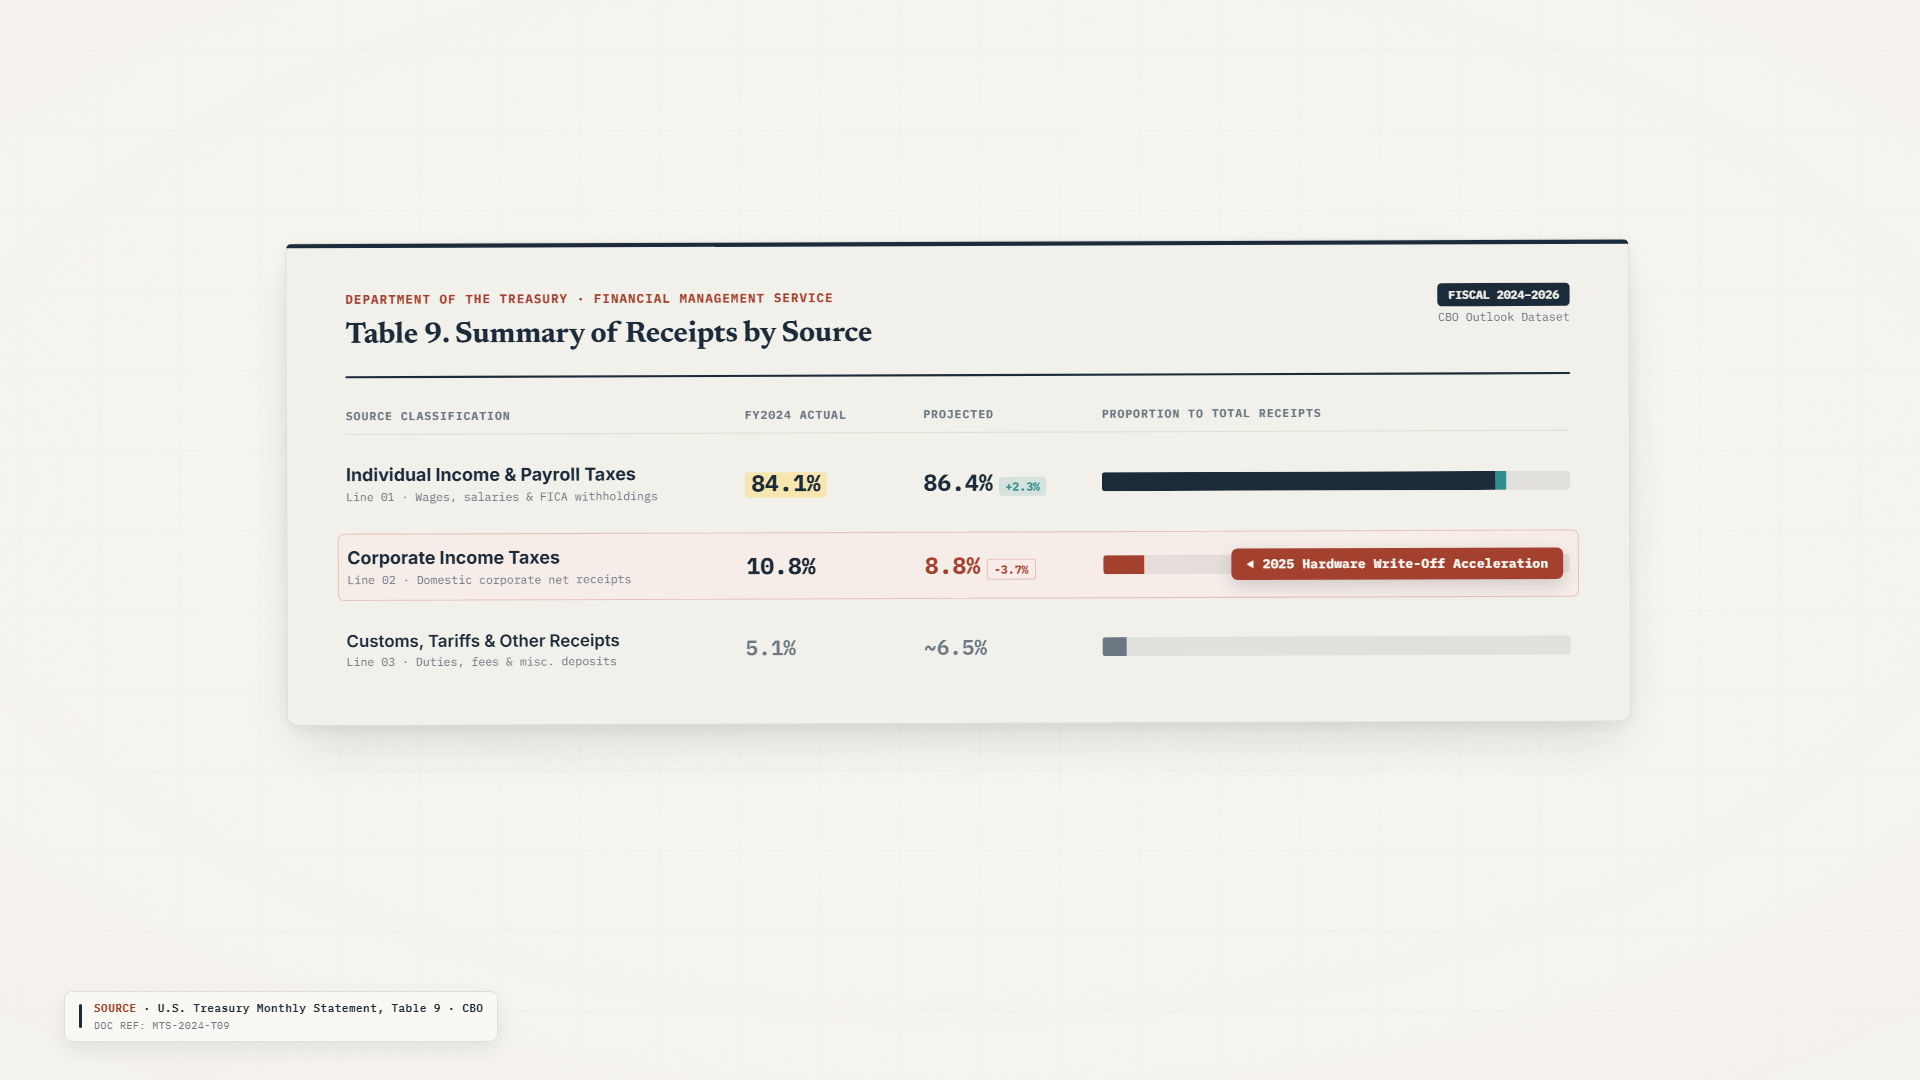 DEPARTMENT OF THE TREASURY · FINANCIAL MANAGEMENT SERVICE
Table 9. Summary of Receipts by Source
FISCAL 2024–2026
CBO Outlook Dataset
SOURCE CLASSIFICATION FY2024 ACTUAL PROJECTED PROPORTION TO TOTAL RECEIPTS
Individual Income & Payroll Taxes
Line 01 · Wages, salaries & FICA withholdings
84.1% 86.4% +2.3%
Corporate Income Taxes
Line 02 · Domestic corporate net receipts
10.8% 8.8% -3.7%
◄ 2025 Hardware Write-Off Acceleration
Customs, Tariffs & Other Receipts
Line 03 · Duties, fees & misc. deposits
5.1% ~6.5%
SOURCE · U.S. Treasury Monthly Statement, Table 9 · CBO
DOC REF: MTS-2024-T09